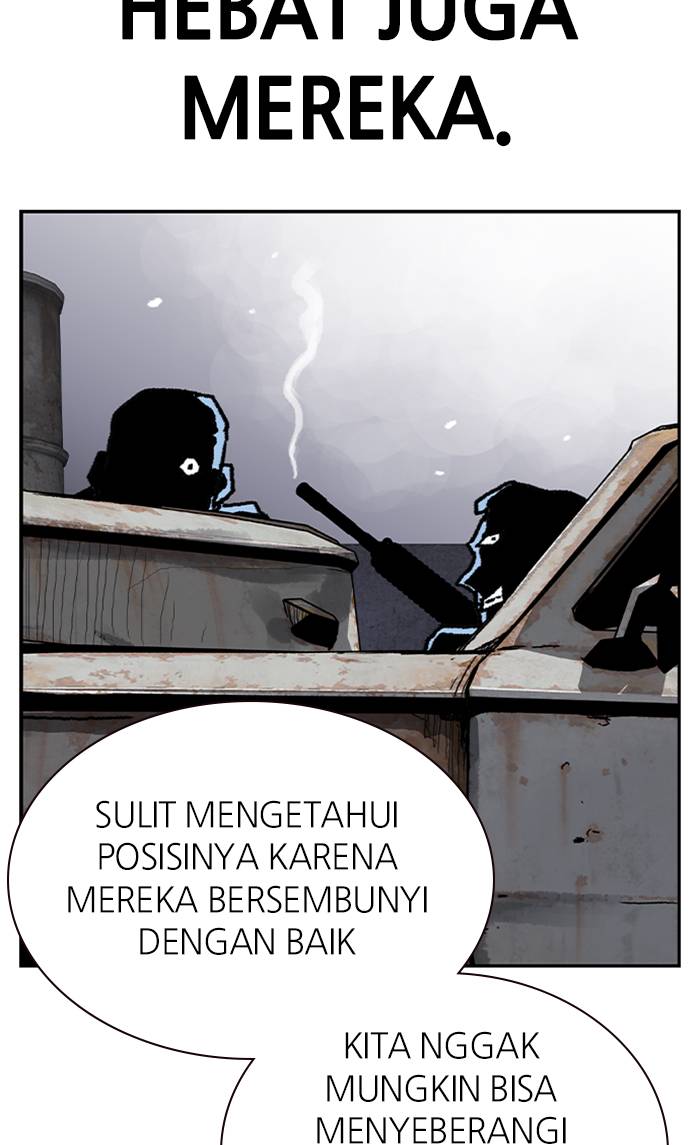 HEBAT JUGA
MEREKA.
SULIT MENGETAHUI
POSISINYA KARENA
MEREKA BERSEMBUNYI
DENGAN BAIK
KITA NGGAK
MUNGKIN BISA
MENYEBERANGI